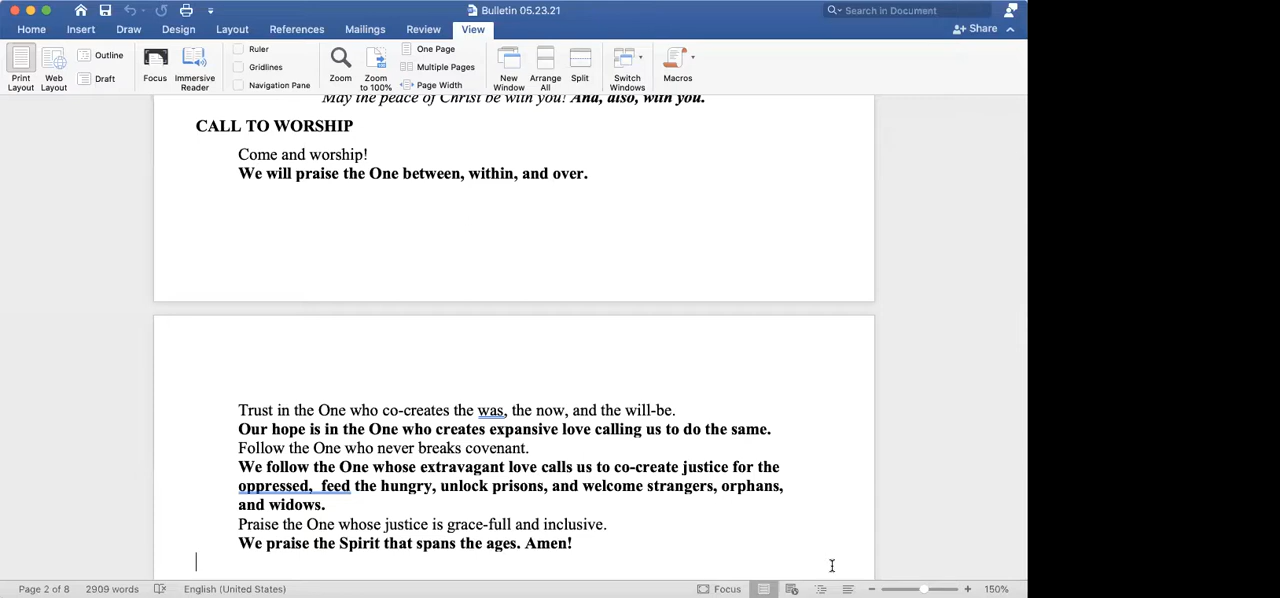 Bulletin 05.23.21
Search in Document
Home Insert Draw Design Layout References Mailings Review View
Share
Print Layout
Web Layout
Outline
Draft
Focus
Immersive Reader
Ruler
Gridlines
Navigation Pane
Zoom
Zoom to 100%
One Page
Multiple Pages
Page Width
New Window
Arrange All
Split
Switch Windows
Macros
May the peace of Christ be with you! And, also, with you.
CALL TO WORSHIP
Come and worship!
We will praise the One between, within, and over.
Trust in the One who co-creates the was, the now, and the will-be.
Our hope is in the One who creates expansive love calling us to do the same.
Follow the One who never breaks covenant.
We follow the One whose extravagant love calls us to co-create justice for the
oppressed,  feed the hungry, unlock prisons, and welcome strangers, orphans,
and widows.
Praise the One whose justice is grace-full and inclusive.
We praise the Spirit that spans the ages. Amen!
Page 2 of 8 2909 words English (United States) Focus 150%